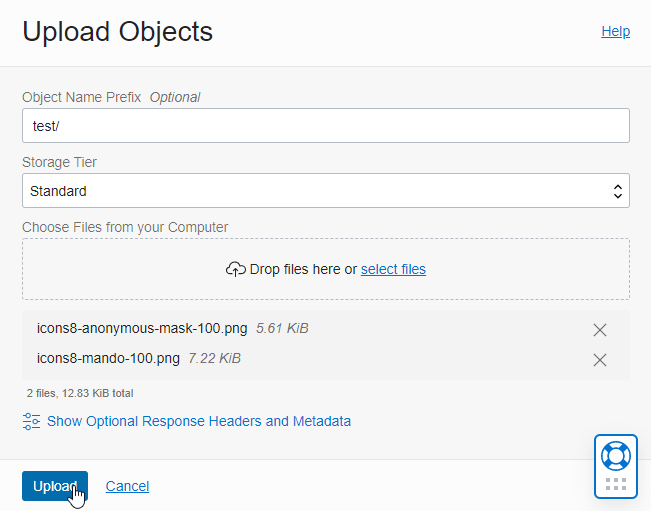 Upload Objects
Help
Object Name Prefix Optional
test/
Storage Tier
Standard
Choose Files from your Computer
Drop files here or select files
icons8-anonymous-mask-100.png 5.61 KiB
icons8-mando-100.png 7.22 KiB
2 files, 12.83 KiB total
Show Optional Response Headers and Metadata
Upload
Cancel